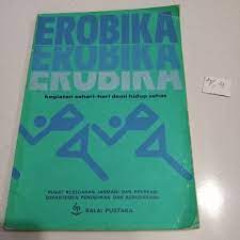 EROBIKA
EROBIKA
EROBIKA
kegiatan sehari-hari demi hidup sehat
PUSAT KESEGARAN JASMANI DAN REKREASI
DEPARTEMEN PENDIDIKAN DAN KEBUDAYAAN
BALAI PUSTAKA